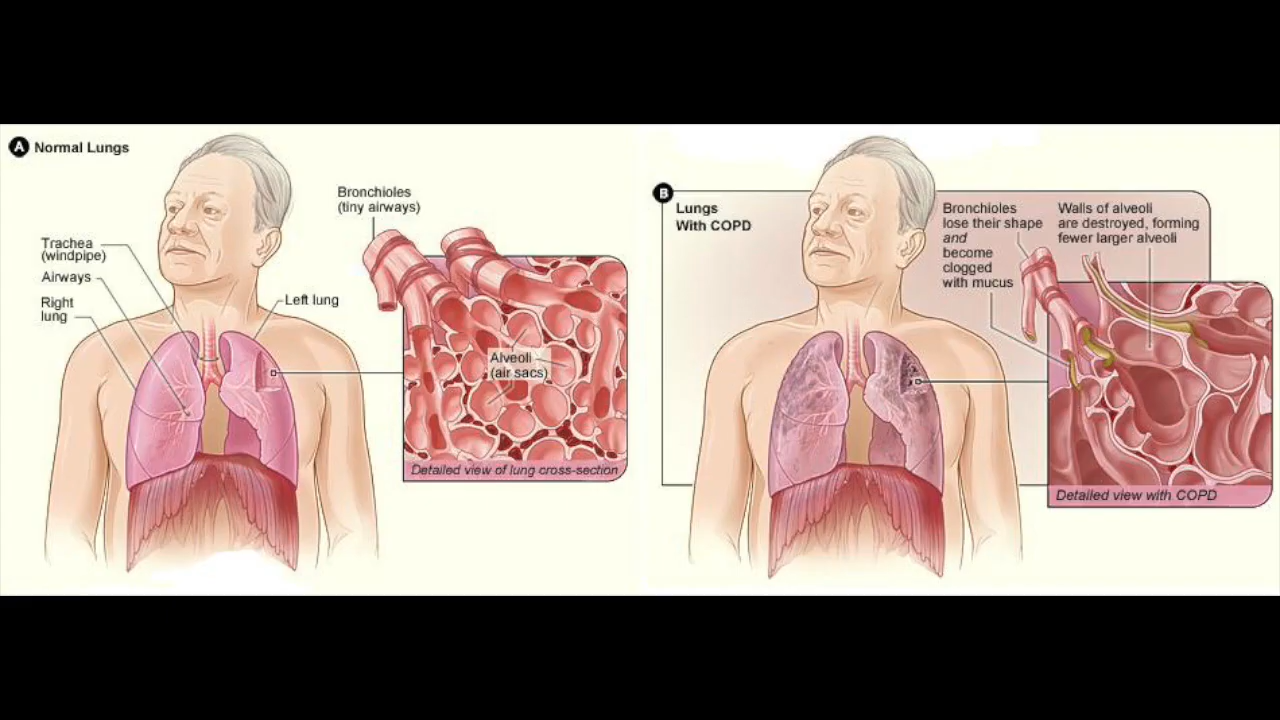 A Normal Lungs
Bronchioles
(tiny airways)
Trachea
(windpipe)
Airways
Right
lung
Left lung
Alveoli
(air sacs)
Detailed view of lung cross-section
B
Lungs
With COPD
Bronchioles
lose their shape
and
become
clogged
with mucus
Walls of alveoli
are destroyed, forming
fewer larger alveoli
Detailed view with COPD